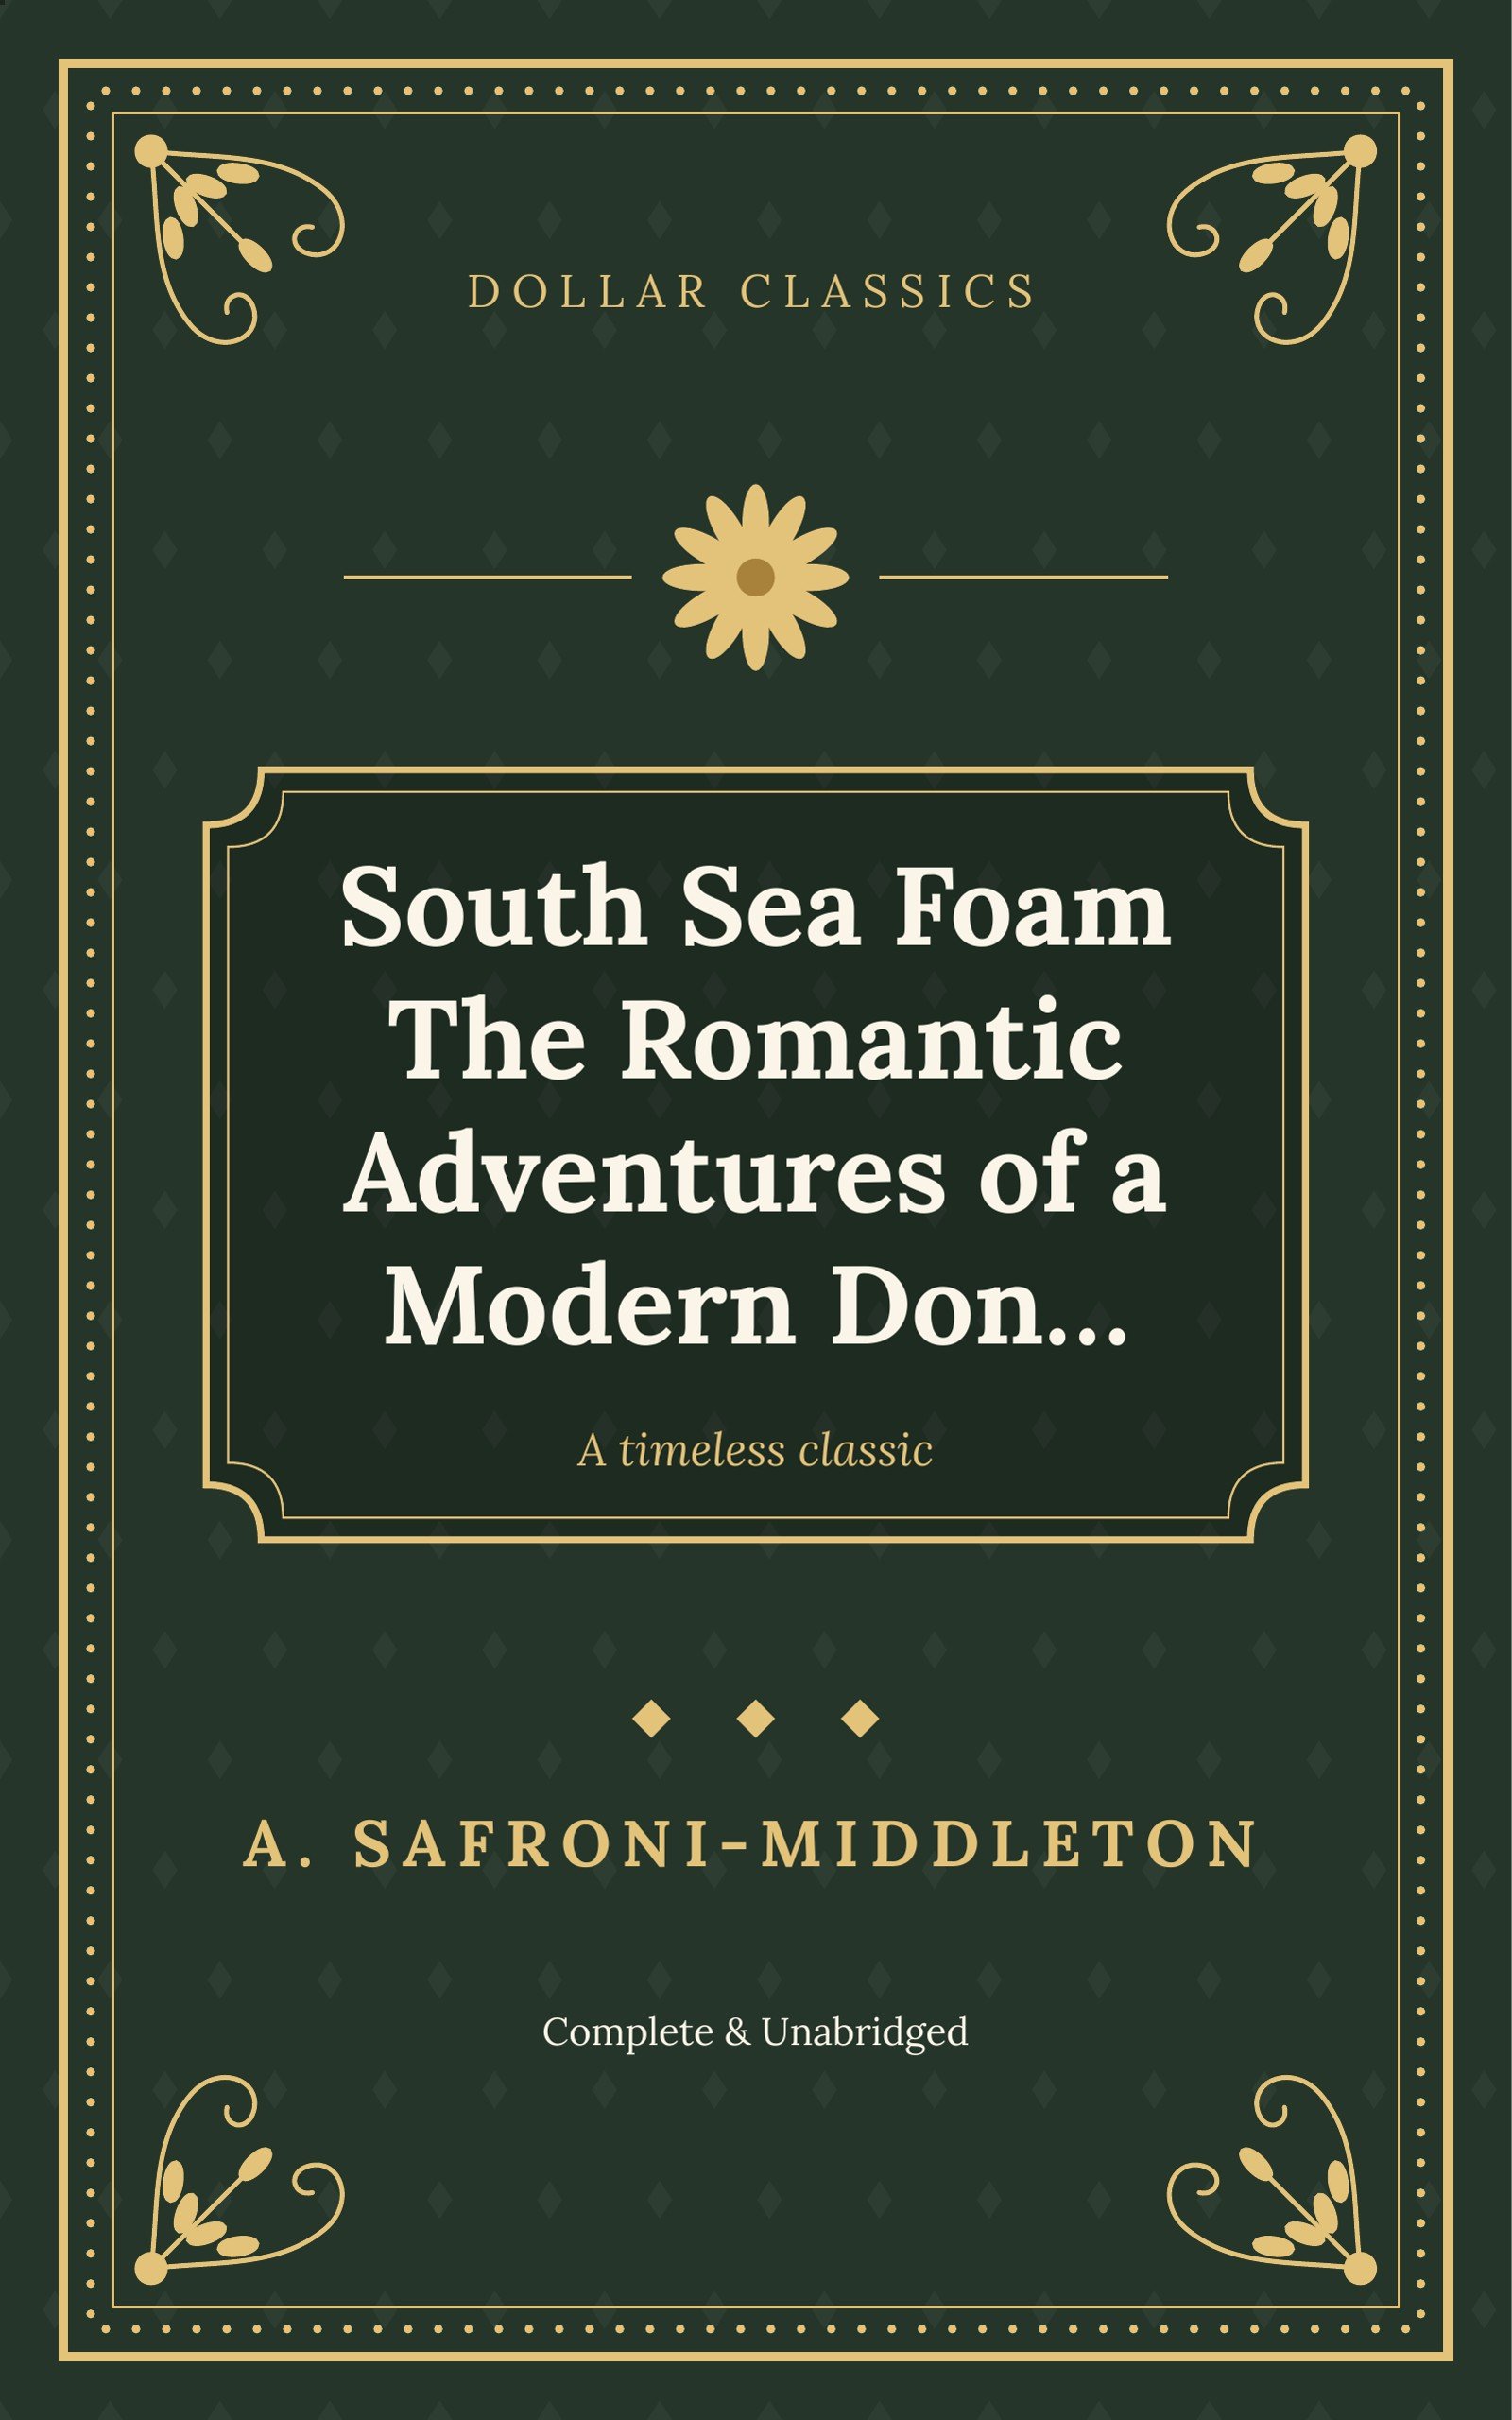 DOLLAR CLASSICS
South Sea Foam
The Romantic
Adventures of a
Modern Don...
A timeless classic
A. SAFRONI-MIDDLETON
Complete & Unabridged